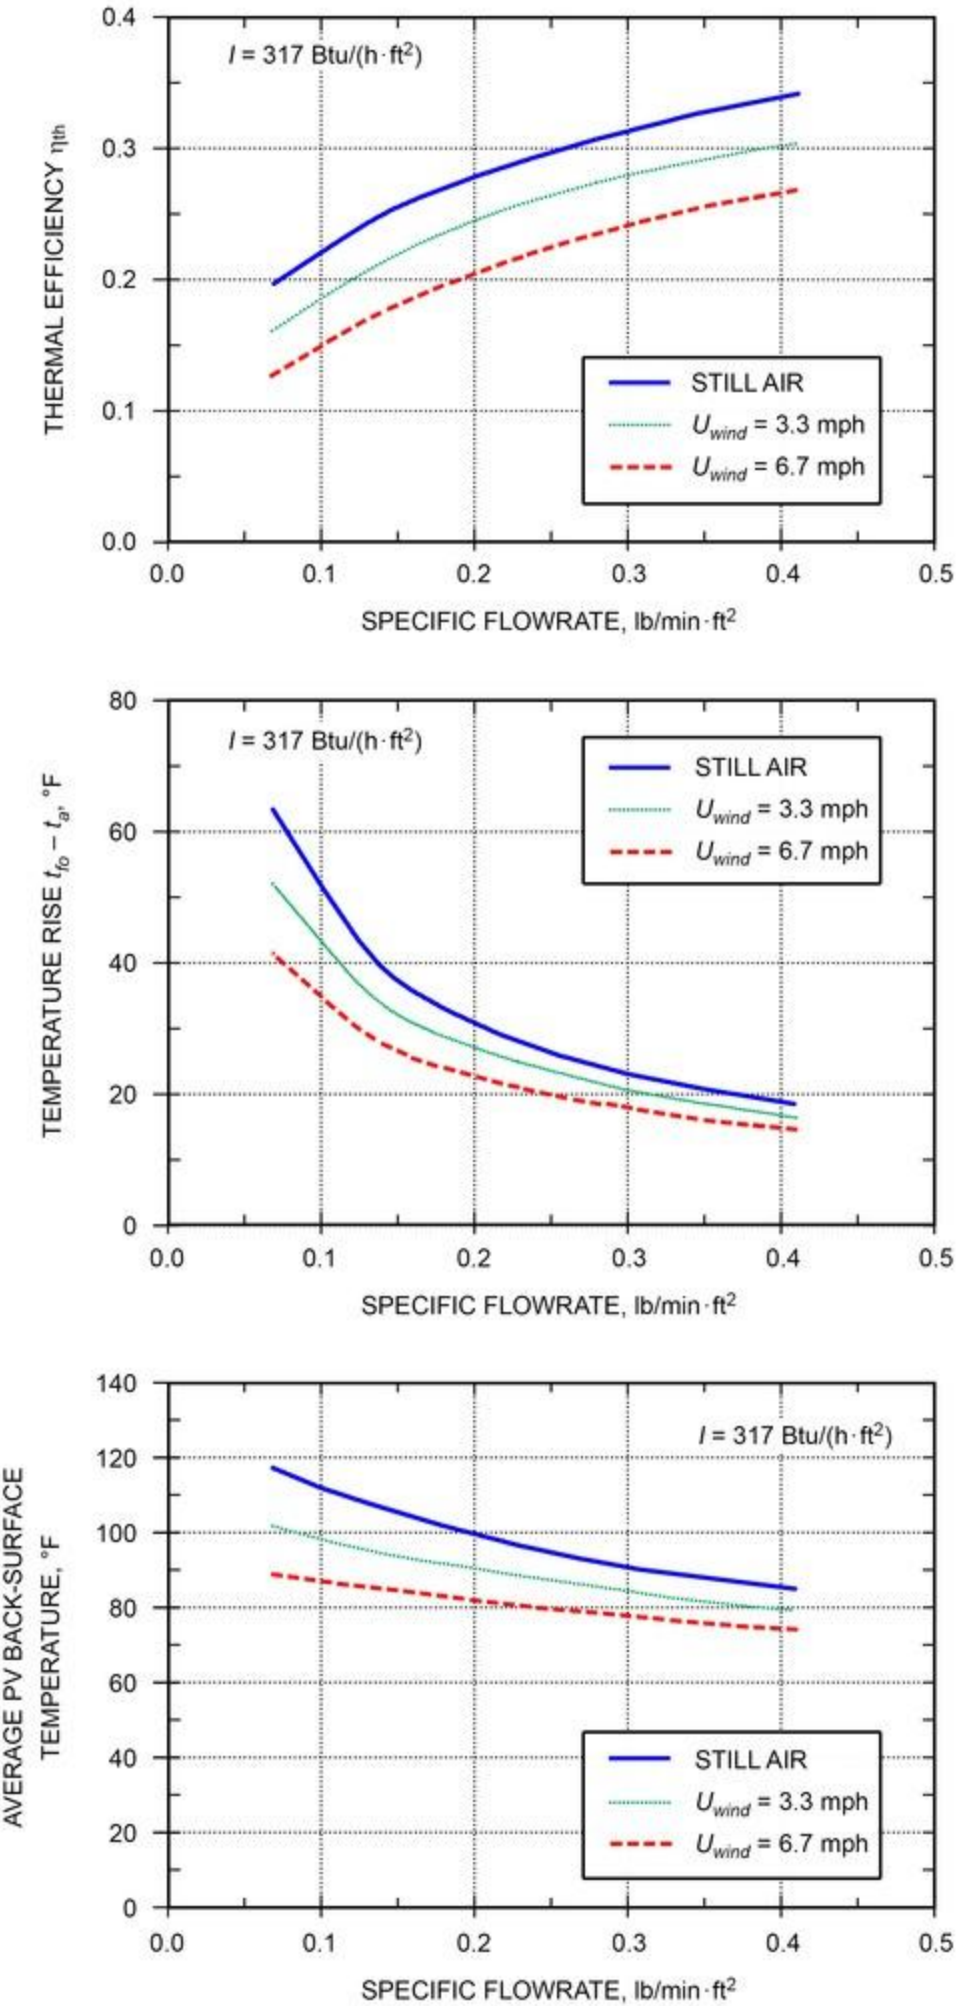 0.4
I = 317 Btu/(h·ft²)
0.3
0.2
0.1
0.0
THERMAL EFFICIENCY ηth
STILL AIR
Uwind = 3.3 mph
Uwind = 6.7 mph
0.0 0.1 0.2 0.3 0.4 0.5
SPECIFIC FLOWRATE, lb/min·ft²
80
I = 317 Btu/(h·ft²)
60
40
20
0
TEMPERATURE RISE tfo – ta, °F
STILL AIR
Uwind = 3.3 mph
Uwind = 6.7 mph
0.0 0.1 0.2 0.3 0.4 0.5
SPECIFIC FLOWRATE, lb/min·ft²
140
I = 317 Btu/(h·ft²)
120
100
80
60
40
20
0
AVERAGE PV BACK-SURFACE
TEMPERATURE, °F
STILL AIR
Uwind = 3.3 mph
Uwind = 6.7 mph
0.0 0.1 0.2 0.3 0.4 0.5
SPECIFIC FLOWRATE, lb/min·ft²